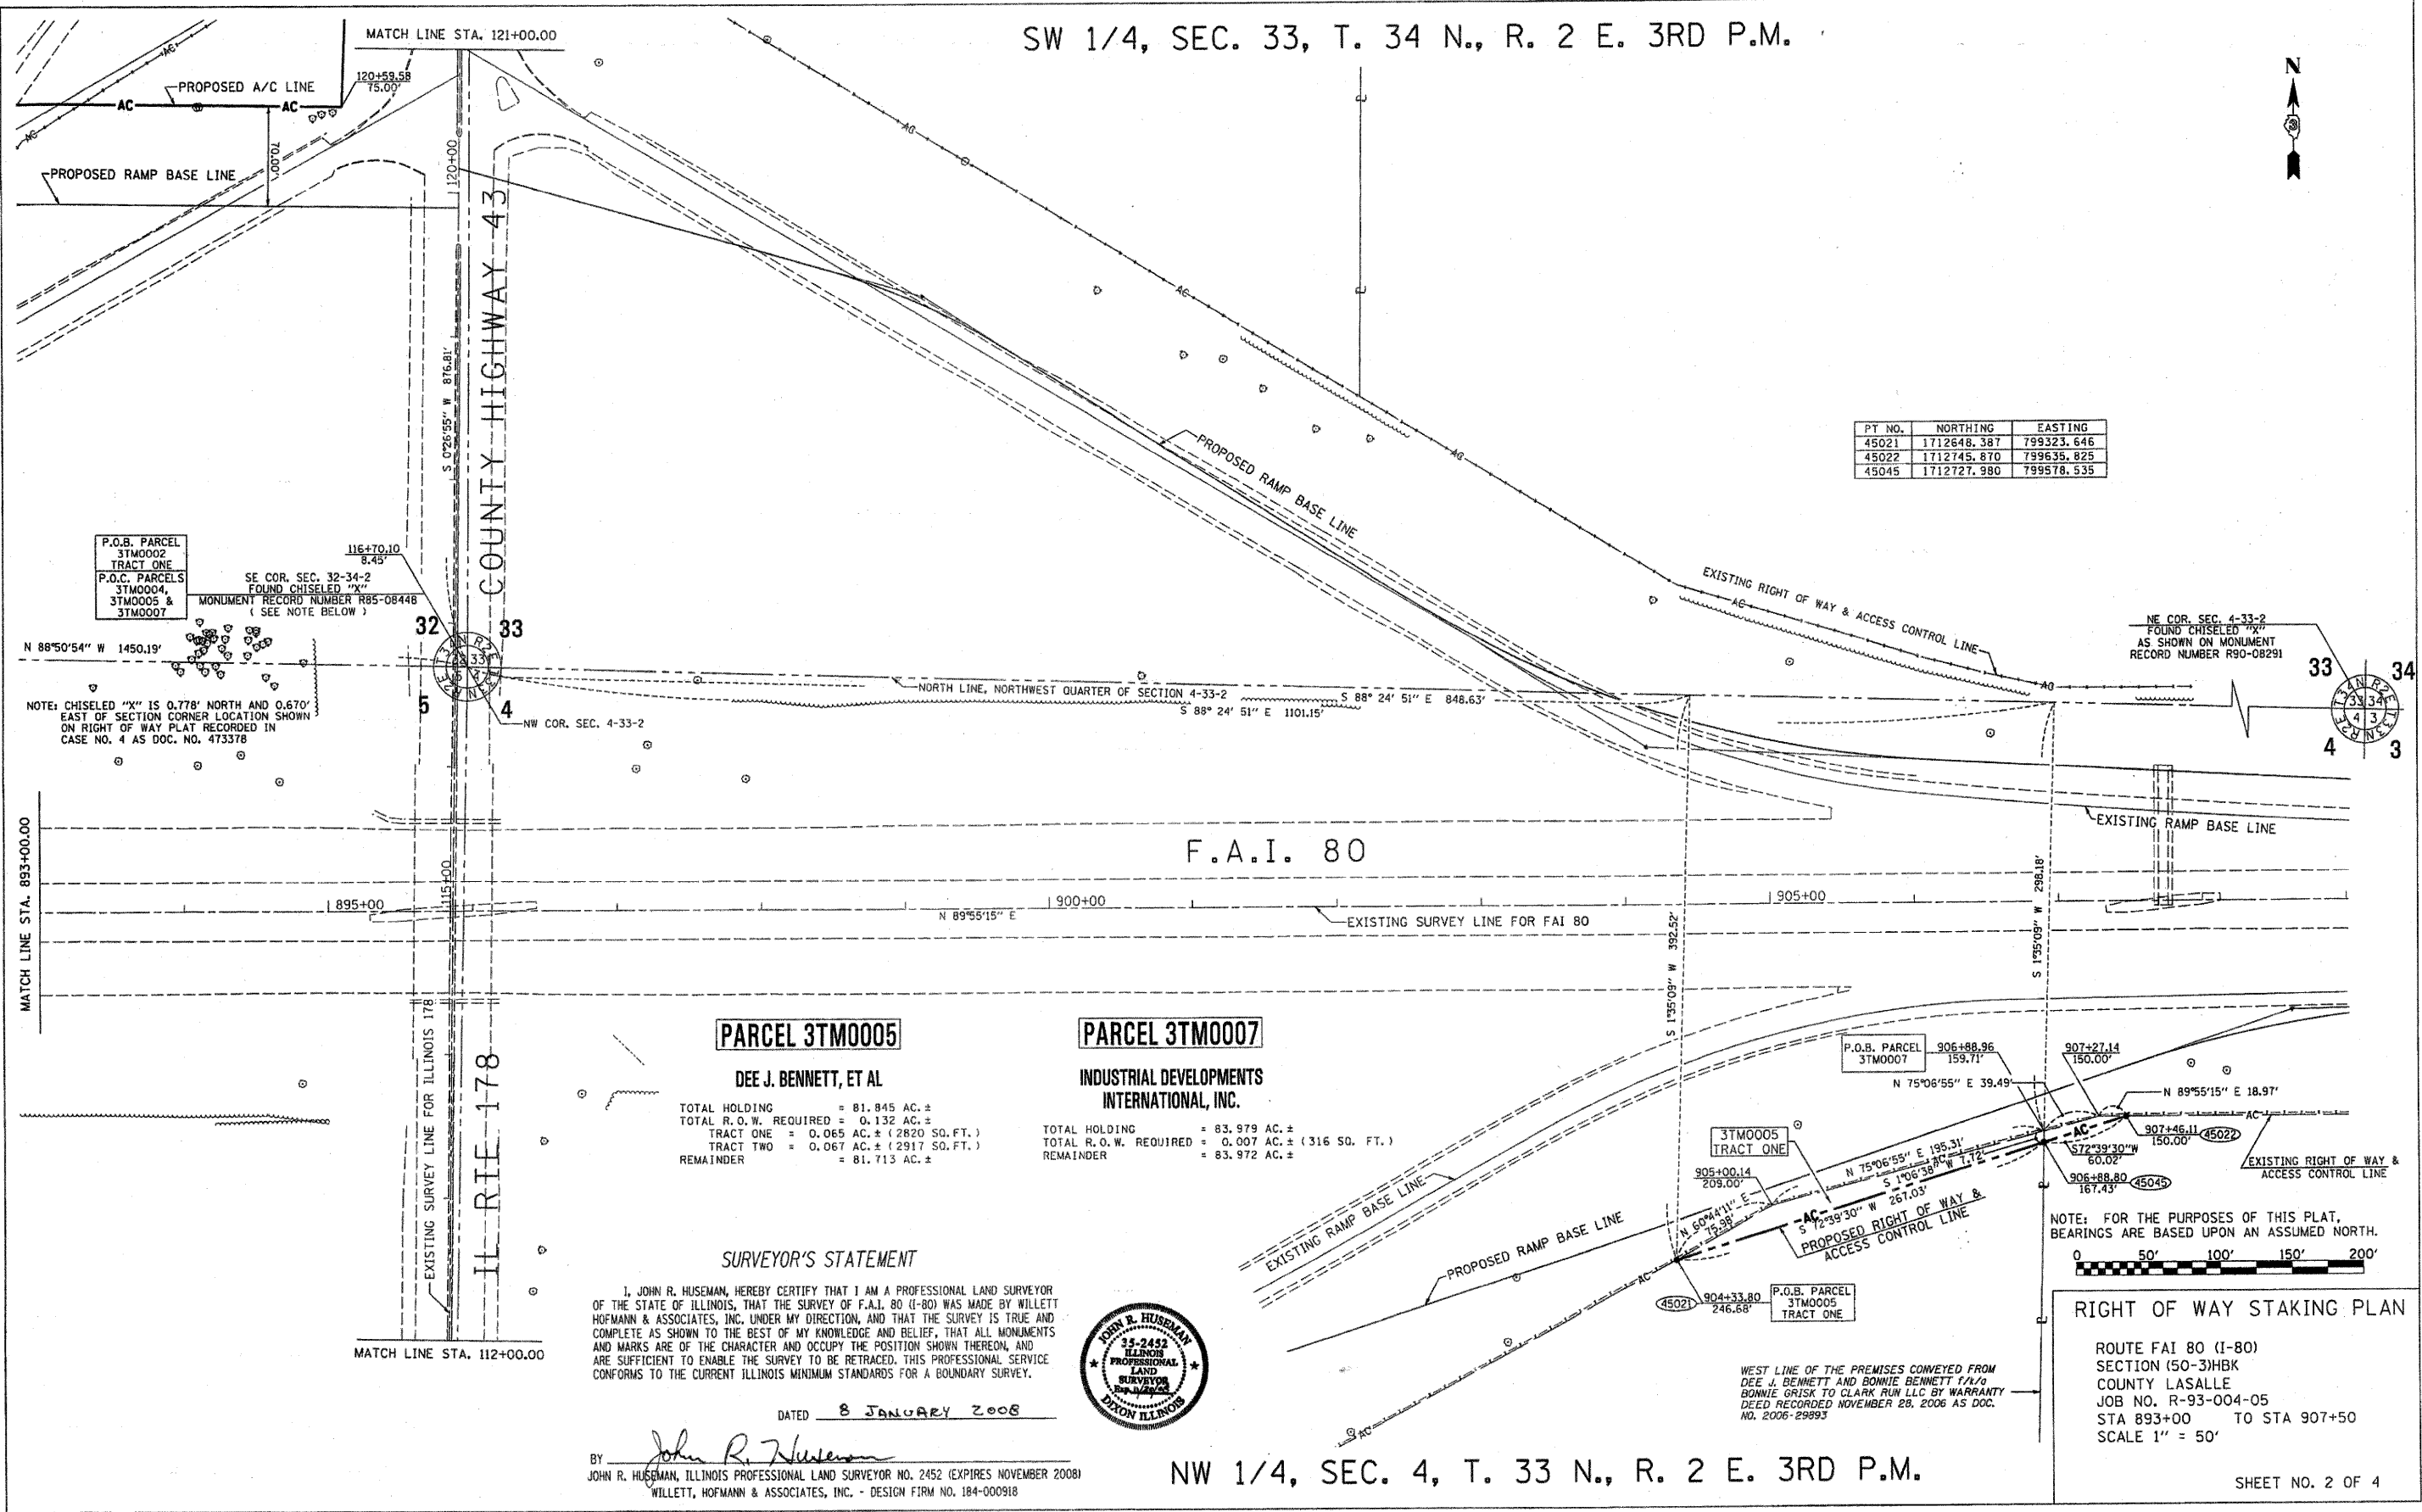 SW 1/4, SEC. 33, T. 34 N., R. 2 E. 3RD P.M.
N
MATCH LINE STA. 121+00.00
120+59.58
75.00'
PROPOSED A/C LINE
AC
AC
AC
AC
70.00'
120+00
PROPOSED RAMP BASE LINE
COUNTY HIGHWAY 43
S 0°26'55" W 876.81'
AC
AC
AC
PROPOSED RAMP BASE LINE
PT NO. NORTHING EASTING
45021 1712648.387 799323.646
45022 1712745.870 799635.825
45045 1712727.980 799578.535
P.O.B. PARCEL
3TM0002
TRACT ONE
P.O.C. PARCELS
3TM0004,
3TM0005 &
3TM0007
116+70.10
8.45'
SE COR. SEC. 32-34-2
FOUND CHISELED "X"
MONUMENT RECORD NUMBER R85-08448
( SEE NOTE BELOW )
32
33
5
4
N 88°50'54" W 1450.19'
NOTE: CHISELED "X" IS 0.778' NORTH AND 0.670'
EAST OF SECTION CORNER LOCATION SHOWN
ON RIGHT OF WAY PLAT RECORDED IN
CASE NO. 4 AS DOC. NO. 473378
NW COR. SEC. 4-33-2
NORTH LINE, NORTHWEST QUARTER OF SECTION 4-33-2
S 88° 24' 51" E 848.63'
S 88° 24' 51" E 1101.15'
EXISTING RIGHT OF WAY & ACCESS CONTROL LINE
AC
AC
NE COR. SEC. 4-33-2
FOUND CHISELED "X"
AS SHOWN ON MONUMENT
RECORD NUMBER R90-08291
33
34
T34N R2E
33 34
4 3
T33N R2E
4
3
MATCH LINE STA. 893+00.00
895+00
115+00
F.A.I. 80
N 89°55'15" E
900+00
EXISTING SURVEY LINE FOR FAI 80
905+00
EXISTING RAMP BASE LINE
S 1°35'09" W 392.52'
S 1°35'09" W 298.18'
EXISTING SURVEY LINE FOR ILLINOIS 178
IL RTE 178
MATCH LINE STA. 112+00.00
PARCEL 3TM0005
DEE J. BENNETT, ET AL
TOTAL HOLDING = 81.845 AC.±
TOTAL R.O.W. REQUIRED = 0.132 AC.±
TRACT ONE = 0.065 AC.± (2820 SQ.FT.)
TRACT TWO = 0.067 AC.± (2917 SQ.FT.)
REMAINDER = 81.713 AC.±
PARCEL 3TM0007
INDUSTRIAL DEVELOPMENTS
INTERNATIONAL, INC.
TOTAL HOLDING = 83.979 AC.±
TOTAL R.O.W. REQUIRED = 0.007 AC.± (316 SQ. FT.)
REMAINDER = 83.972 AC.±
P.O.B. PARCEL
3TM0007
906+88.96
159.71'
907+27.14
150.00'
N 75°06'55" E 39.49'
N 89°55'15" E 18.97'
AC
AC
907+46.11
150.00'
45022
S72°39'30"W
60.02'
906+88.80
167.43'
45045
EXISTING RIGHT OF WAY &
ACCESS CONTROL LINE
3TM0005
TRACT ONE
905+00.14
209.00'
N 75°06'55" E 195.31'
S 1°06'38" W 7.72'
AC
N 60°44'11" E
75.98'
AC
S 72°39'30" W 267.03'
PROPOSED RIGHT OF WAY &
ACCESS CONTROL LINE
EXISTING RAMP BASE LINE
PROPOSED RAMP BASE LINE
AC
45021
904+33.80
246.68'
P.O.B. PARCEL
3TM0005
TRACT ONE
AC
NOTE: FOR THE PURPOSES OF THIS PLAT,
BEARINGS ARE BASED UPON AN ASSUMED NORTH.
0 50' 100' 150' 200'
SURVEYOR'S STATEMENT
I, JOHN R. HUSEMAN, HEREBY CERTIFY THAT I AM A PROFESSIONAL LAND SURVEYOR
OF THE STATE OF ILLINOIS, THAT THE SURVEY OF F.A.I. 80 (I-80) WAS MADE BY WILLETT
HOFMANN & ASSOCIATES, INC. UNDER MY DIRECTION, AND THAT THE SURVEY IS TRUE AND
COMPLETE AS SHOWN TO THE BEST OF MY KNOWLEDGE AND BELIEF, THAT ALL MONUMENTS
AND MARKS ARE OF THE CHARACTER AND OCCUPY THE POSITION SHOWN THEREON, AND
ARE SUFFICIENT TO ENABLE THE SURVEY TO BE RETRACED. THIS PROFESSIONAL SERVICE
CONFORMS TO THE CURRENT ILLINOIS MINIMUM STANDARDS FOR A BOUNDARY SURVEY.
DATED 8 JANUARY 2008
BY John R. Huseman
JOHN R. HUSEMAN, ILLINOIS PROFESSIONAL LAND SURVEYOR NO. 2452 (EXPIRES NOVEMBER 2008)
WILLETT, HOFMANN & ASSOCIATES, INC. - DESIGN FIRM NO. 184-000918
JOHN R. HUSEMAN
35-2452
ILLINOIS
PROFESSIONAL
LAND
SURVEYOR
DIXON ILLINOIS
WEST LINE OF THE PREMISES CONVEYED FROM
DEE J. BENNETT AND BONNIE BENNETT f/k/a
BONNIE GRISK TO CLARK RUN LLC BY WARRANTY
DEED RECORDED NOVEMBER 28, 2006 AS DOC.
NO. 2006-29893
NW 1/4, SEC. 4, T. 33 N., R. 2 E. 3RD P.M.
RIGHT OF WAY STAKING PLAN
ROUTE FAI 80 (I-80)
SECTION (50-3)HBK
COUNTY LASALLE
JOB NO. R-93-004-05
STA 893+00 TO STA 907+50
SCALE 1" = 50'
SHEET NO. 2 OF 4